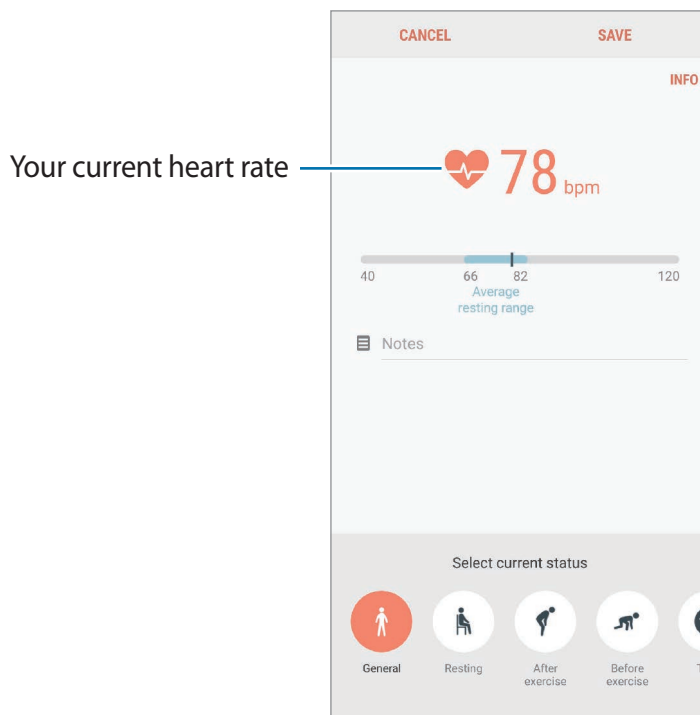 CANCEL SAVE
INFO
Your current heart rate
78 bpm
40 66 82 120
Average
resting range
Notes
Select current status
General Resting After
exercise Before
exercise